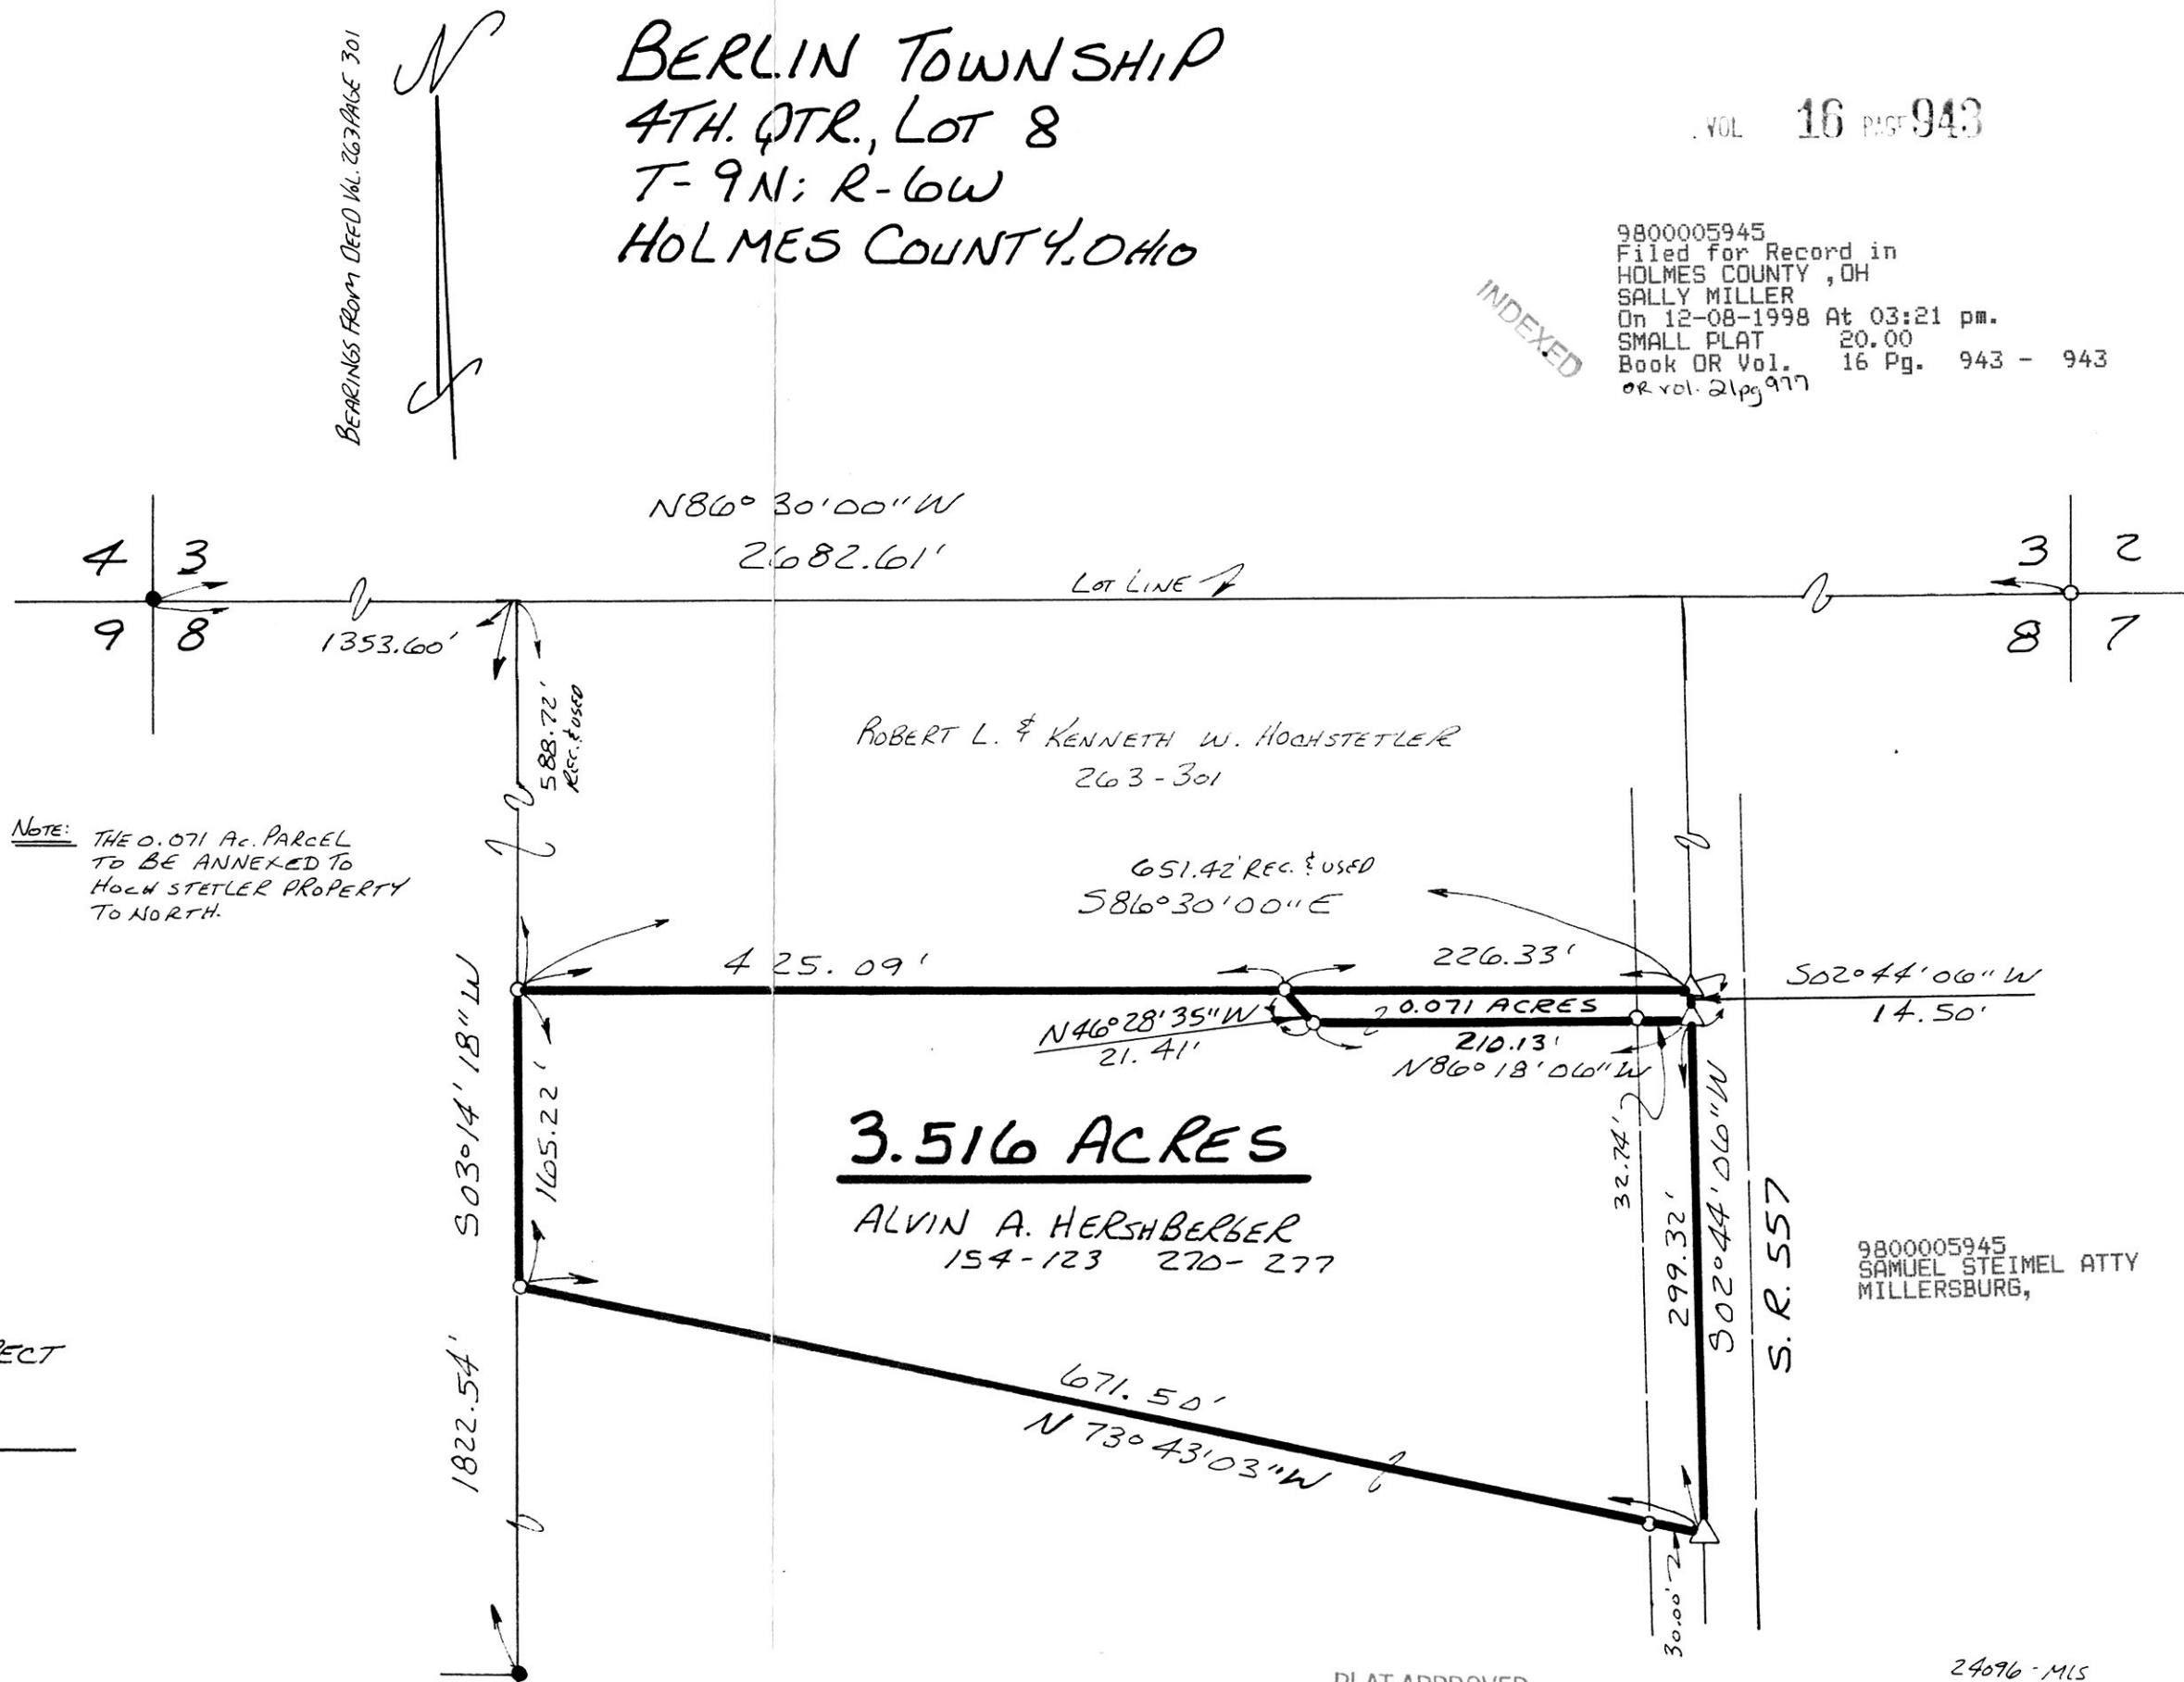 BEARINGS FROM DEED VOL. 263 PAGE 301
N
BERLIN TOWNSHIP
4TH. QTR., LOT 8
T-9N; R-6W
HOLMES COUNTY, OHIO
VOL 16 PAGE 943
INDEXED
9800005945
Filed for Record in
HOLMES COUNTY ,OH
SALLY MILLER
On 12-08-1998 At 03:21 pm.
SMALL PLAT 20.00
Book OR Vol. 16 Pg. 943 - 943
OR vol. 21 pg 977
N86° 30' 00" W
2682.61'
4 3
9 8
LOT LINE
3 2
8 7
1353.60'
588.72'
REC. & USED
ROBERT L. & KENNETH W. HOCHSTETLER
263-301
NOTE: THE 0.071 AC. PARCEL
TO BE ANNEXED TO
HOCHSTETLER PROPERTY
TO NORTH.
651.42' REC. & USED
S86° 30' 00" E
425.09'
226.33'
S02° 44' 06" W
14.50'
0.071 ACRES
N46° 28' 35" W
21.41'
210.13'
N86° 18' 06" W
S03° 14' 18" W
165.22'
3.516 ACRES
ALVIN A. HERSHBERGER
154-123 270-277
32.74'
299.32'
S02° 44' 06" W
S.R. 557
9800005945
SAMUEL STEIMEL ATTY
MILLERSBURG,
ECT
1822.54'
671.50'
N 73° 43' 03" W
30.00'
PLAT APPROVED
24096-MLS